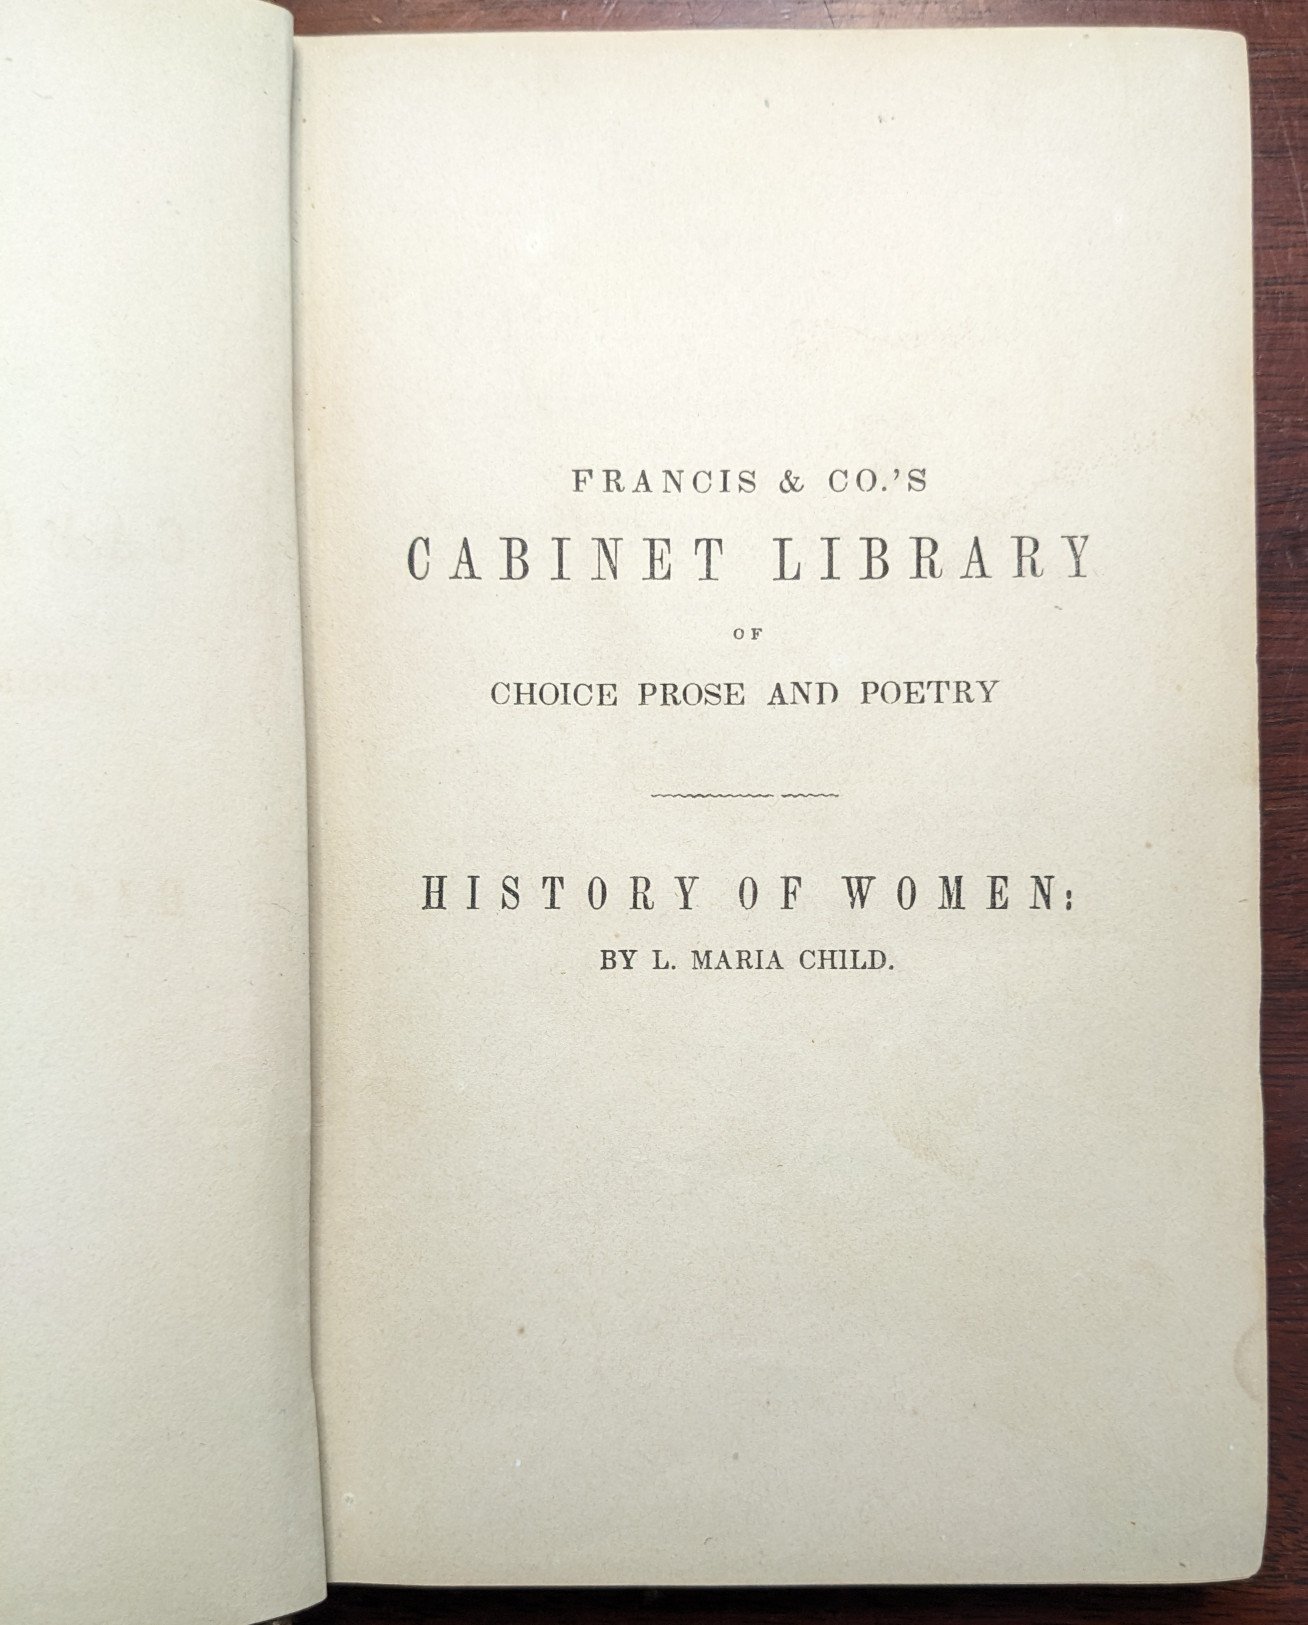 FRANCIS & CO.'S
CABINET LIBRARY
OF
CHOICE PROSE AND POETRY
HISTORY OF WOMEN:
BY L. MARIA CHILD.